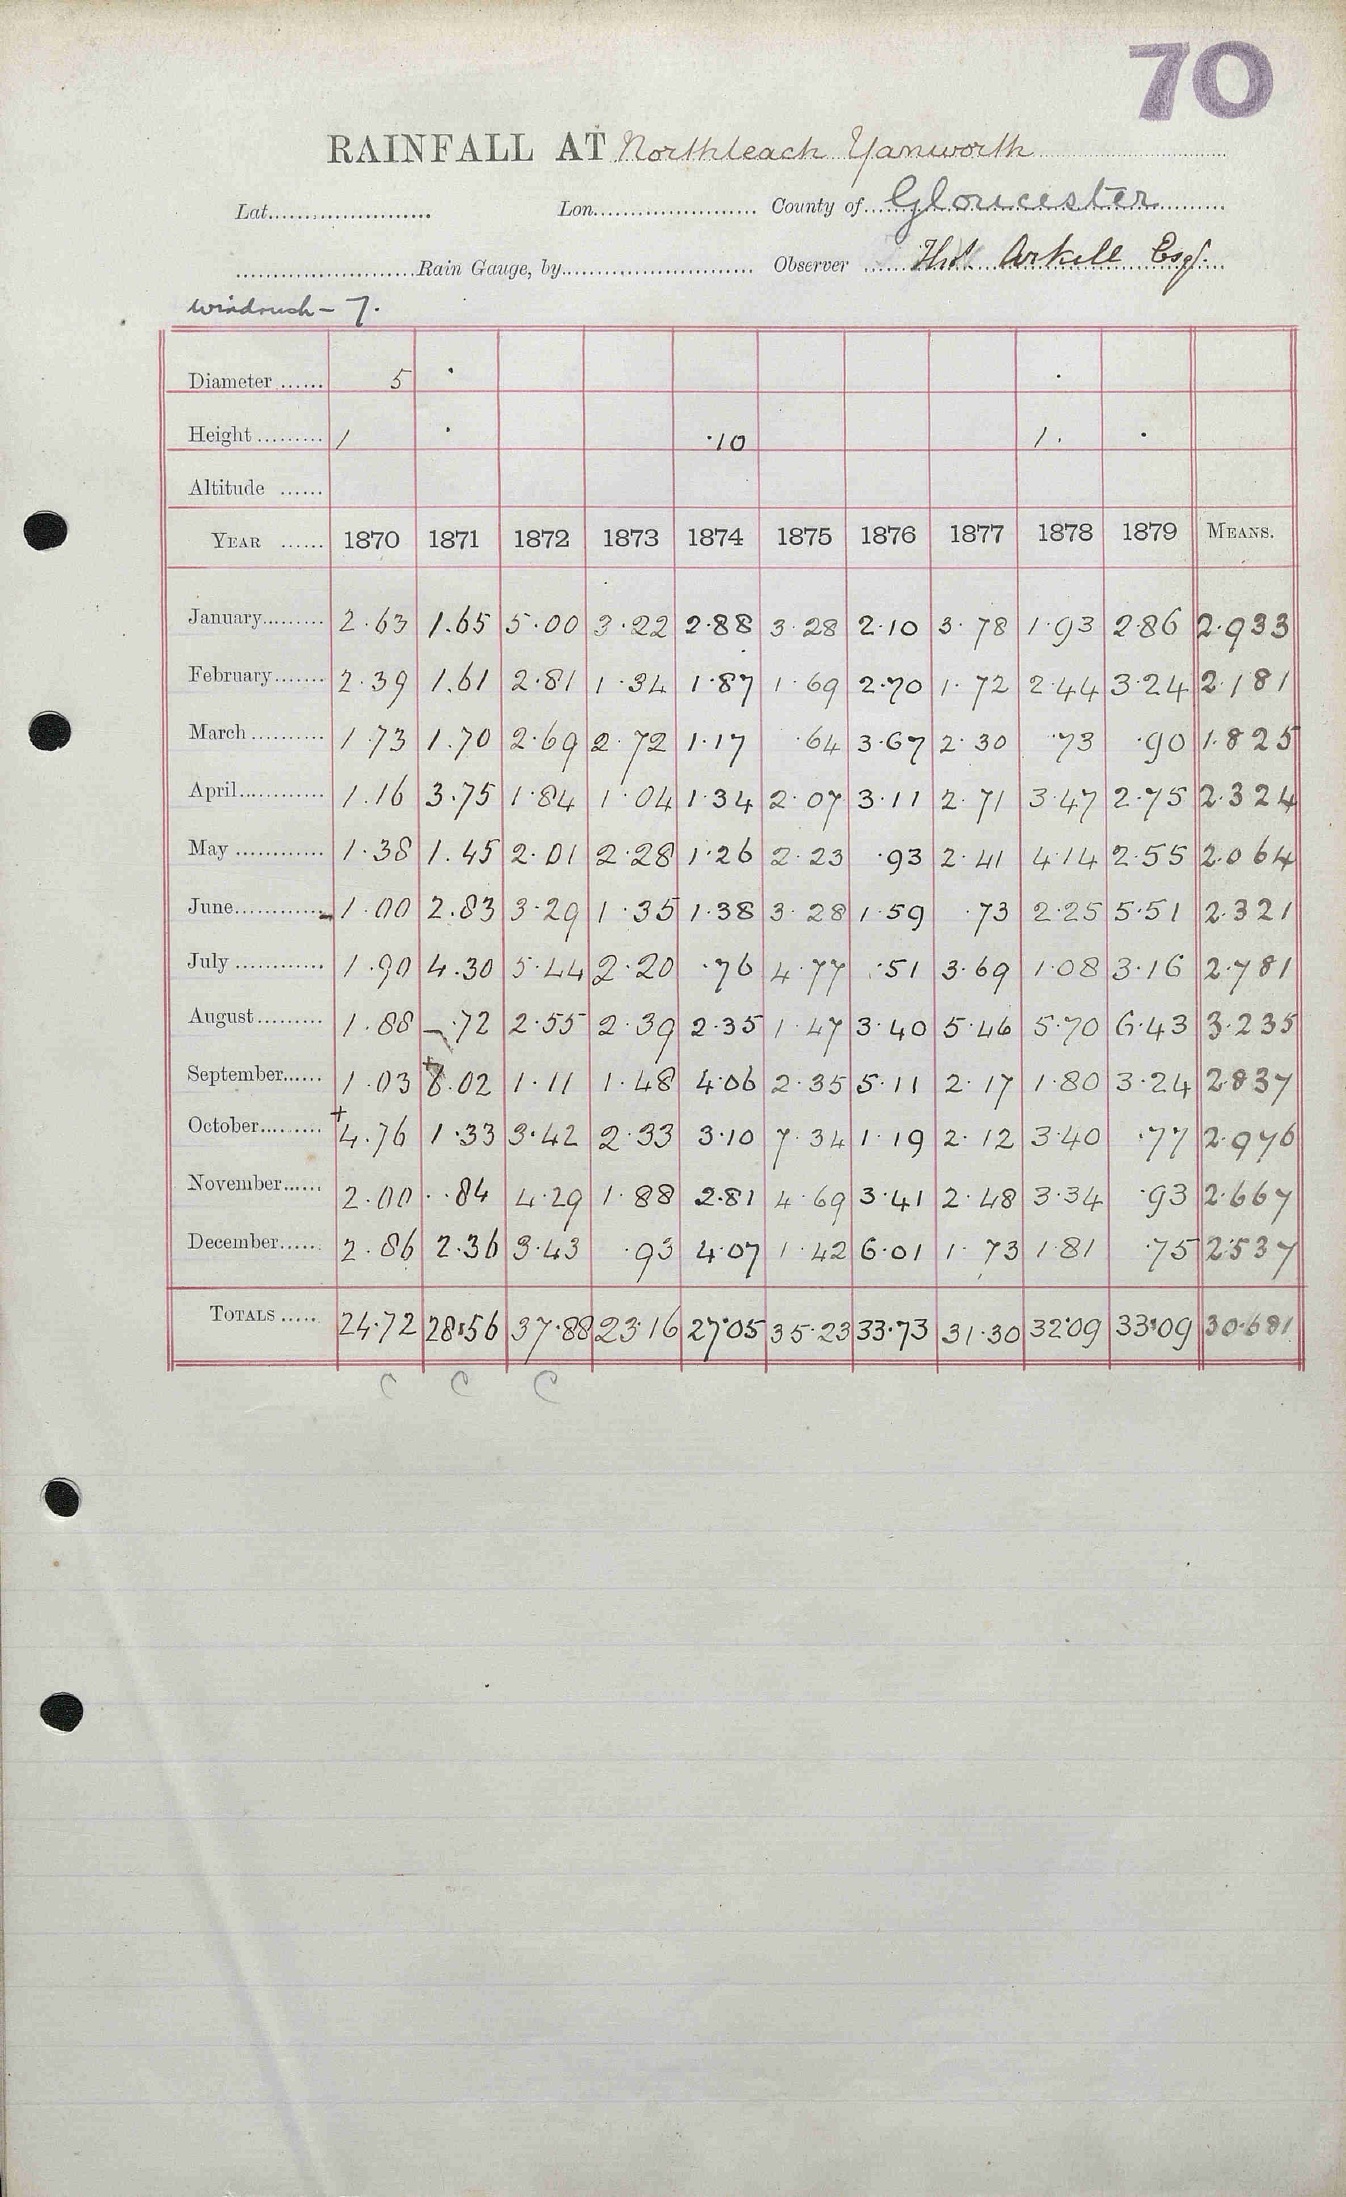 70
RAINFALL AT Northleach Yanworth
Lat. Lon. County of Gloucester
Rain Gauge, by Observer Thos. Arkell Esq.
Windrush - 7.
Diameter 5
Height 1 ·10 1.
Altitude
YEAR 1870 1871 1872 1873 1874 1875 1876 1877 1878 1879 MEANS.
January 2·63 1.65 5·00 3·22 2·88 3·28 2·10 3·78 1·93 2·86 2·933
February 2·39 1.61 2·81 1·34 1·87 1·69 2·70 1·72 2·44 3·24 2·181
March 1·73 1.70 2·69 2·72 1·17 ·64 3·67 2·30 ·73 ·90 1·825
April 1·16 3·75 1·84 1·04 1·34 2·07 3·11 2·71 3·47 2·75 2·324
May 1·38 1.45 2·01 2·28 1·26 2·23 ·93 2·41 4·14 2·55 2·064
June 1·00 2.83 3·29 1·35 1·38 3·28 1·59 ·73 2·25 5·51 2·321
July 1·90 4·30 5·44 2·20 ·76 4·77 ·51 3·69 1·08 3·16 2·781
August 1·88 ·72 2·55 2·39 2·35 1·47 3·40 5·46 5·70 6·43 3·235
September 1·03 +8.02 1·11 1·48 4·06 2·35 5·11 2·17 1·80 3·24 2·837
October +4·76 1·33 3·42 2·33 3·10 7·34 1·19 2·12 3·40 ·77 2·976
November 2·00 ·84 4·29 1·88 2·81 4·69 3·41 2·48 3·34 ·93 2·667
December 2·86 2·36 3·43 ·93 4·07 1·42 6·01 1·73 1·81 ·75 2·537
TOTALS 24·72 28·56 37·88 23·16 27·05 35·23 33·73 31·30 32·09 33·09 30·681
C C C